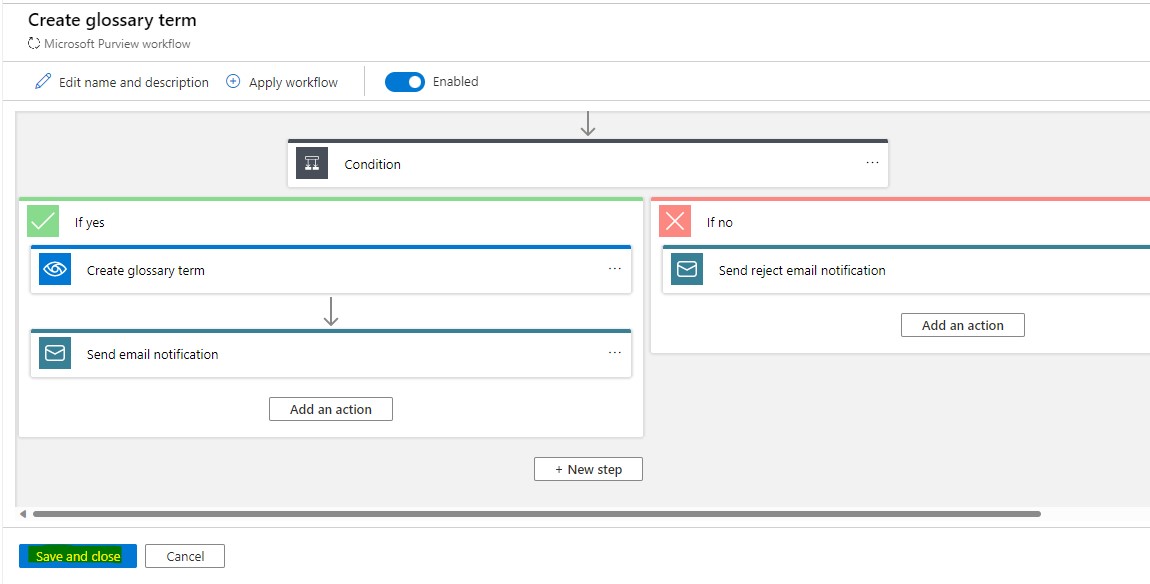 Create glossary term
Microsoft Purview workflow
Edit name and description Apply workflow Enabled
Condition ...
If yes
If no
Create glossary term ...
Send reject email notification
Add an action
Send email notification ...
Add an action
+ New step
Save and close Cancel